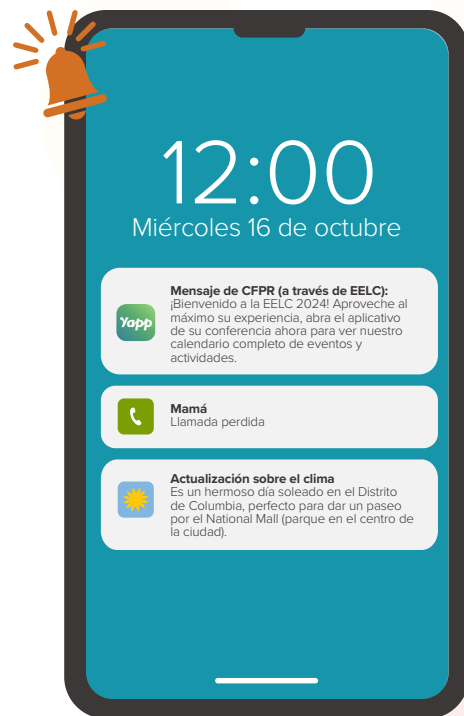 12:00
Miércoles 16 de octubre
Mensaje de CFPR (a través de EELC):
¡Bienvenido a la EELC 2024! Aproveche al
máximo su experiencia, abra el aplicativo
de su conferencia ahora para ver nuestro
calendario completo de eventos y
actividades.
Yapp
Mamá
Llamada perdida
Actualización sobre el clima
Es un hermoso día soleado en el Distrito
de Columbia, perfecto para dar un paseo
por el National Mall (parque en el centro de
la ciudad).